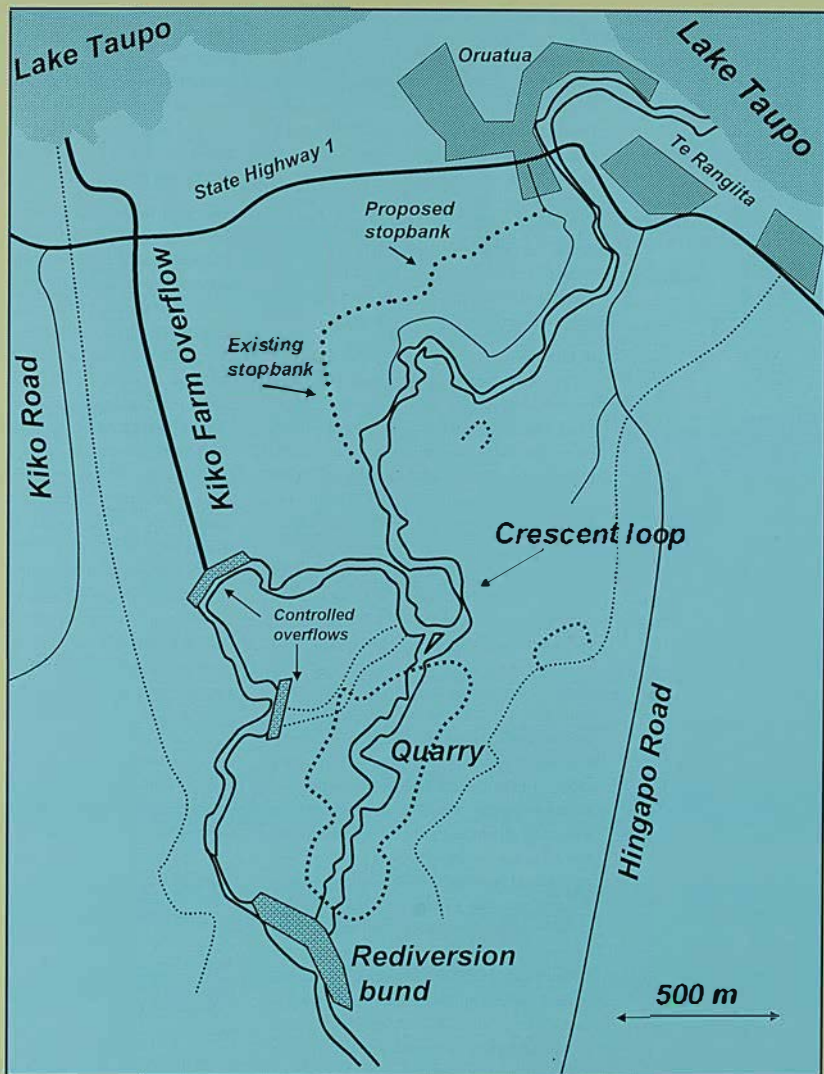 Lake Taupo
Oruatua
Lake Taupo
Te Rangiita
State Highway 1
Proposed
stopbank
Existing
stopbank
Kiko Road
Kiko Farm overflow
Crescent loop
Controlled
overflows
Quarry
Hingapo Road
Rediversion
bund
500 m